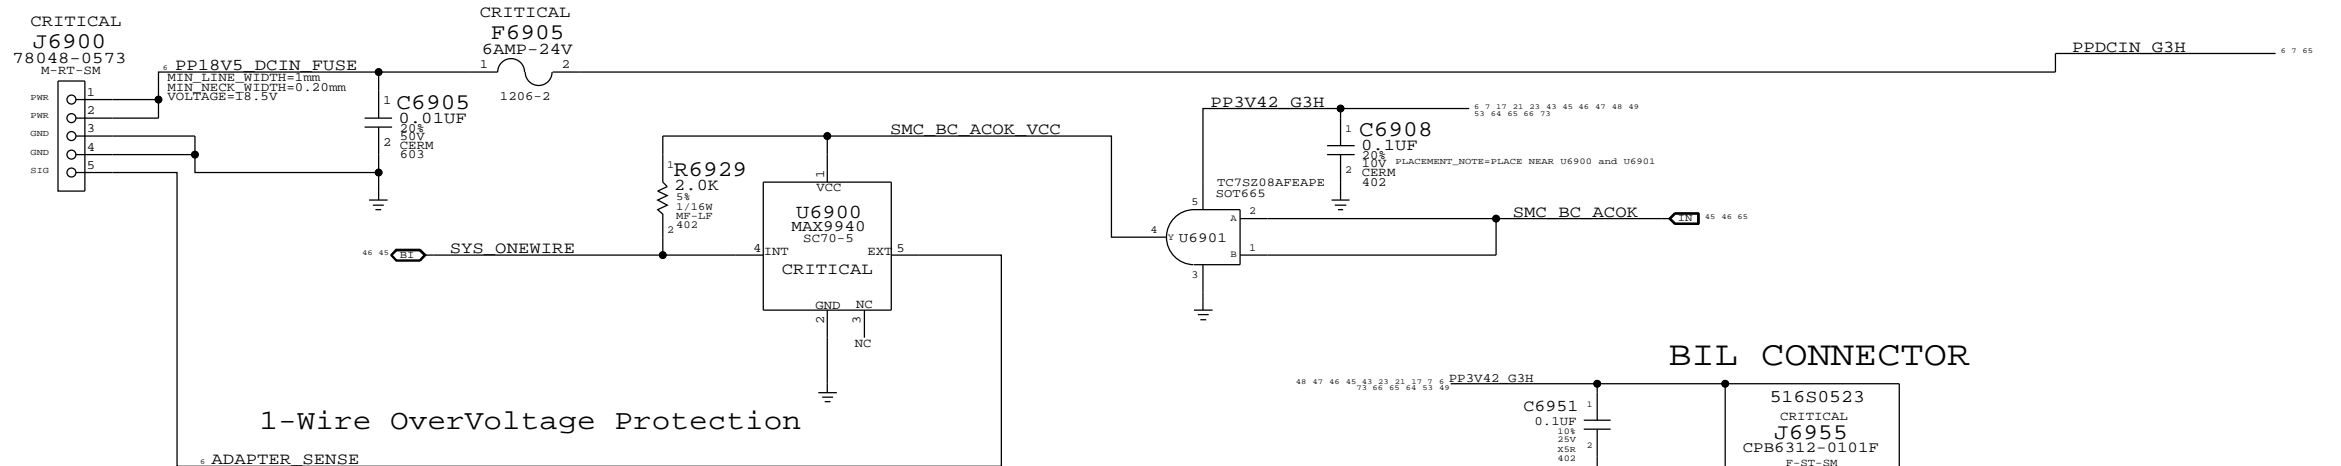 CRITICAL
J6900
78048-0573
M-RT-SM
PWR 1
PWR 2
GND 3
GND 4
SIG 5
6 PP18V5_DCIN_FUSE
MIN_LINE_WIDTH=1mm
MIN_NECK_WIDTH=0.20mm
VOLTAGE=18.5V
CRITICAL
F6905
6AMP-24V
1 2
1206-2
1
C6905
0.01UF
20%
50V
2 CERM
603
PPDCIN_G3H 6 7 65
46 45 BI SYS_ONEWIRE
1
R6929
2.0K
5%
1/16W
MF-LF
2 402
SMC_BC_ACOK_VCC
1
VCC
U6900
MAX9940
SC70-5
4 INT EXT 5
CRITICAL
GND NC
2 3
NC
PP3V42_G3H
6 7 17 21 23 43 45 46 47 48 49
53 64 65 66 73
1 C6908
0.1UF
20%
10V PLACEMENT_NOTE=PLACE NEAR U6900 and U6901
2 CERM
402
TC7SZ08AFEAPE
SOT665
5
A 2
4 Y U6901
B 1
3
SMC_BC_ACOK IN 45 46 65
1-Wire OverVoltage Protection
6 ADAPTER_SENSE
BIL CONNECTOR
48 47 46 45 43 23 21 17 7 6 PP3V42_G3H
73 66 65 64 53 49
C6951 1
0.1UF
10%
25V
X5R 2
402
516S0523
CRITICAL
J6955
CPB6312-0101F
F-ST-SM